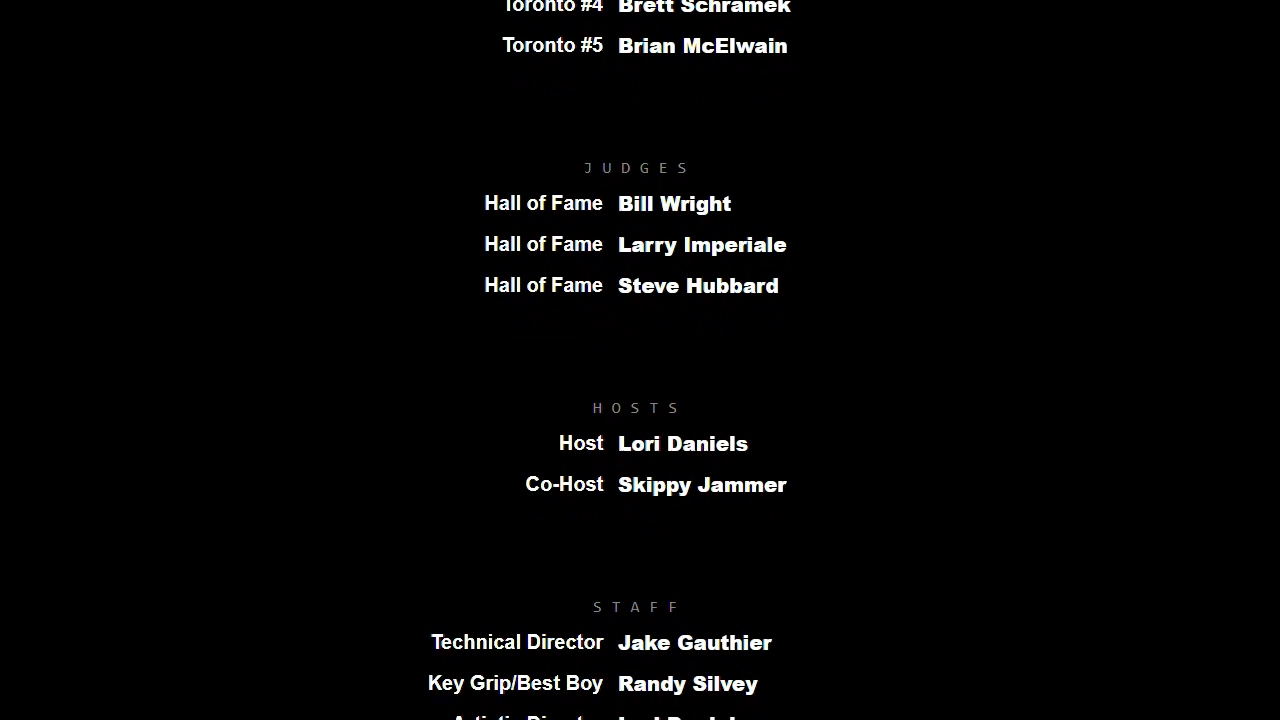 Toronto #4 Brett Schramek
Toronto #5 Brian McElwain
JUDGES
Hall of Fame Bill Wright
Hall of Fame Larry Imperiale
Hall of Fame Steve Hubbard
HOSTS
Host Lori Daniels
Co-Host Skippy Jammer
STAFF
Technical Director Jake Gauthier
Key Grip/Best Boy Randy Silvey